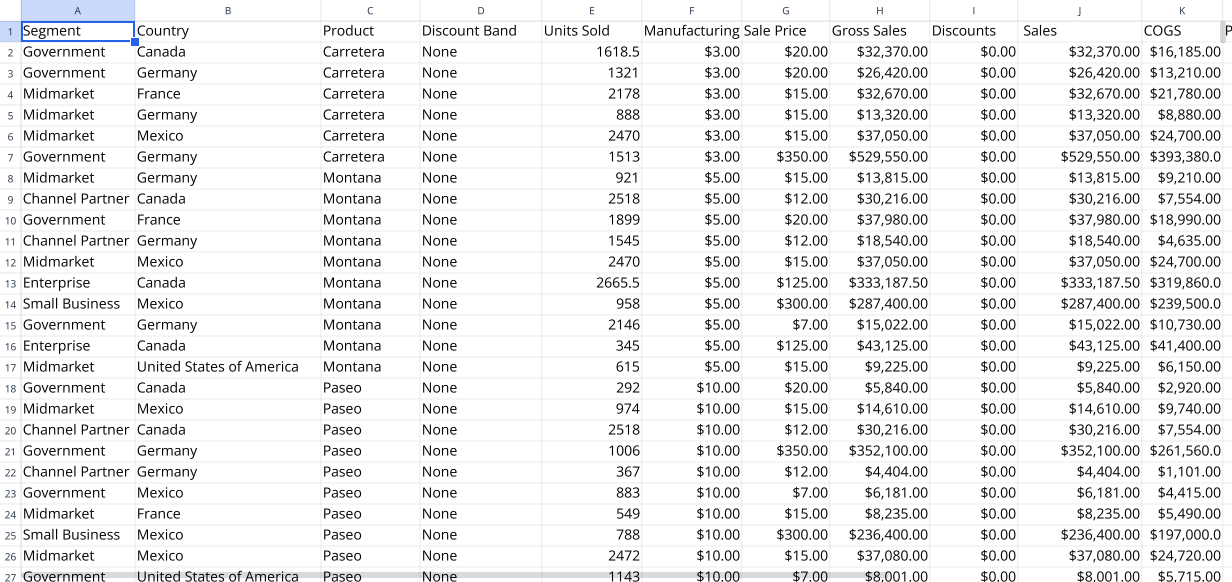 A B C D E F G H I J K
1 Segment Country Product Discount Band Units Sold Manufacturing Sale Price Gross Sales Discounts Sales COGS P
2 Government Canada Carretera None 1618.5 $3.00 $20.00 $32,370.00 $0.00 $32,370.00 $16,185.00
3 Government Germany Carretera None 1321 $3.00 $20.00 $26,420.00 $0.00 $26,420.00 $13,210.00
4 Midmarket France Carretera None 2178 $3.00 $15.00 $32,670.00 $0.00 $32,670.00 $21,780.00
5 Midmarket Germany Carretera None 888 $3.00 $15.00 $13,320.00 $0.00 $13,320.00 $8,880.00
6 Midmarket Mexico Carretera None 2470 $3.00 $15.00 $37,050.00 $0.00 $37,050.00 $24,700.00
7 Government Germany Carretera None 1513 $3.00 $350.00 $529,550.00 $0.00 $529,550.00 $393,380.0
8 Midmarket Germany Montana None 921 $5.00 $15.00 $13,815.00 $0.00 $13,815.00 $9,210.00
9 Channel Partner Canada Montana None 2518 $5.00 $12.00 $30,216.00 $0.00 $30,216.00 $7,554.00
10 Government France Montana None 1899 $5.00 $20.00 $37,980.00 $0.00 $37,980.00 $18,990.00
11 Channel Partner Germany Montana None 1545 $5.00 $12.00 $18,540.00 $0.00 $18,540.00 $4,635.00
12 Midmarket Mexico Montana None 2470 $5.00 $15.00 $37,050.00 $0.00 $37,050.00 $24,700.00
13 Enterprise Canada Montana None 2665.5 $5.00 $125.00 $333,187.50 $0.00 $333,187.50 $319,860.0
14 Small Business Mexico Montana None 958 $5.00 $300.00 $287,400.00 $0.00 $287,400.00 $239,500.0
15 Government Germany Montana None 2146 $5.00 $7.00 $15,022.00 $0.00 $15,022.00 $10,730.00
16 Enterprise Canada Montana None 345 $5.00 $125.00 $43,125.00 $0.00 $43,125.00 $41,400.00
17 Midmarket United States of America Montana None 615 $5.00 $15.00 $9,225.00 $0.00 $9,225.00 $6,150.00
18 Government Canada Paseo None 292 $10.00 $20.00 $5,840.00 $0.00 $5,840.00 $2,920.00
19 Midmarket Mexico Paseo None 974 $10.00 $15.00 $14,610.00 $0.00 $14,610.00 $9,740.00
20 Channel Partner Canada Paseo None 2518 $10.00 $12.00 $30,216.00 $0.00 $30,216.00 $7,554.00
21 Government Germany Paseo None 1006 $10.00 $350.00 $352,100.00 $0.00 $352,100.00 $261,560.0
22 Channel Partner Germany Paseo None 367 $10.00 $12.00 $4,404.00 $0.00 $4,404.00 $1,101.00
23 Government Mexico Paseo None 883 $10.00 $7.00 $6,181.00 $0.00 $6,181.00 $4,415.00
24 Midmarket France Paseo None 549 $10.00 $15.00 $8,235.00 $0.00 $8,235.00 $5,490.00
25 Small Business Mexico Paseo None 788 $10.00 $300.00 $236,400.00 $0.00 $236,400.00 $197,000.0
26 Midmarket Mexico Paseo None 2472 $10.00 $15.00 $37,080.00 $0.00 $37,080.00 $24,720.00
27 Government United States of America Paseo None 1143 $10.00 $7.00 $8,001.00 $0.00 $8,001.00 $5,715.00